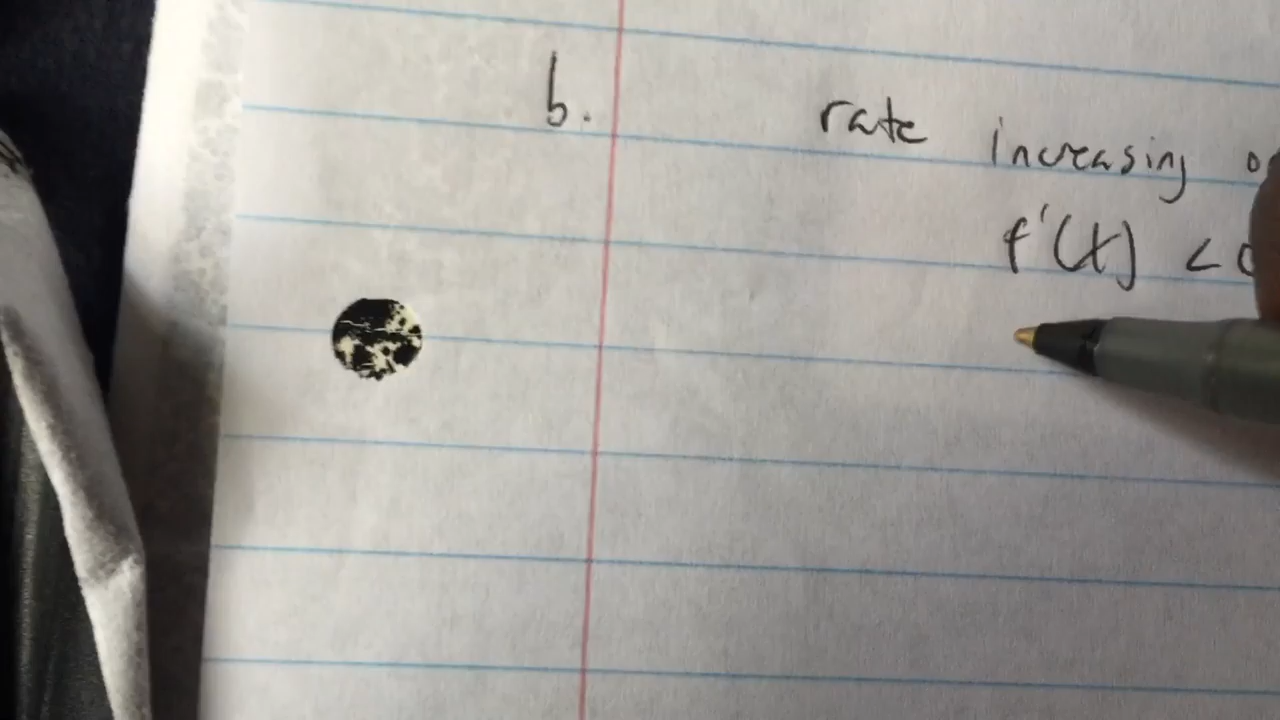 b. rate increasing
f'(t) <